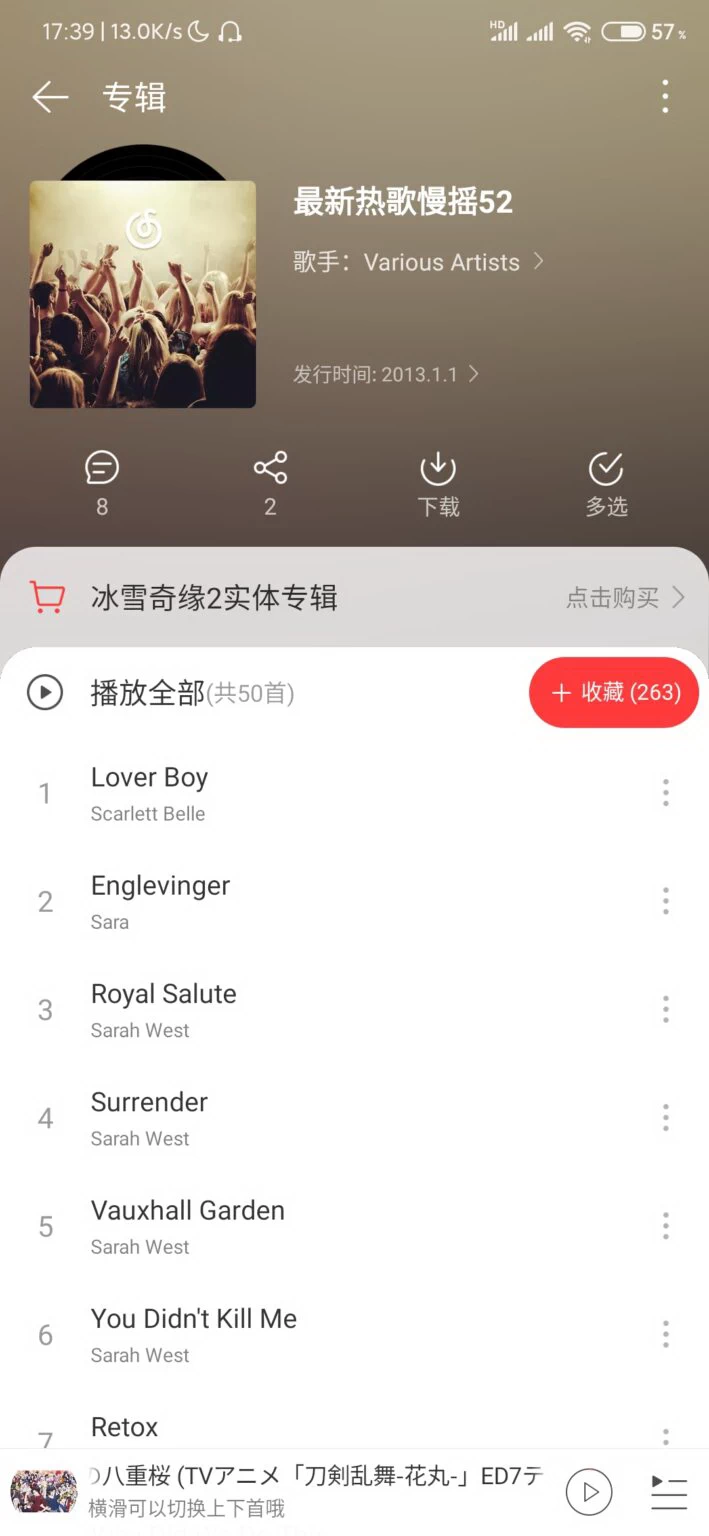 17:39 | 13.0K/s
HD
57%
专辑
最新热歌慢摇52
歌手：Various Artists
发行时间: 2013.1.1
8
2
下载
多选
冰雪奇缘2实体专辑
点击购买
播放全部(共50首)
+ 收藏 (263)
1
Lover Boy
Scarlett Belle
2
Englevinger
Sara
3
Royal Salute
Sarah West
4
Surrender
Sarah West
5
Vauxhall Garden
Sarah West
6
You Didn't Kill Me
Sarah West
7
Retox
八重桜 (TVアニメ「刀剣乱舞-花丸-」ED7テ
横滑可以切换上下首哦